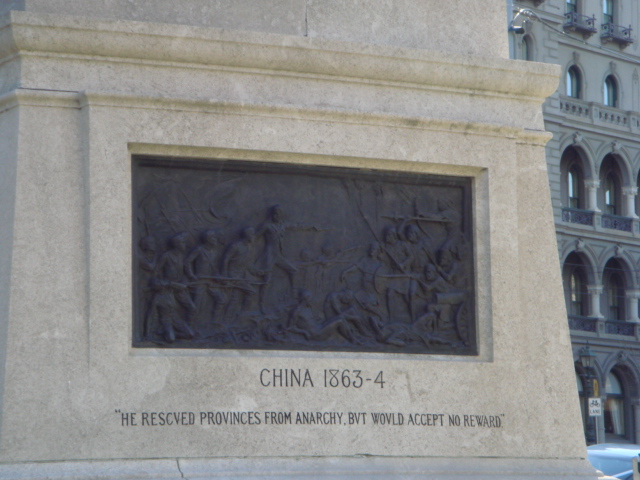 CHINA 1863-4
"HE RESCVED PROVINCES FROM ANARCHY, BVT WOVLD ACCEPT NO REWARD."